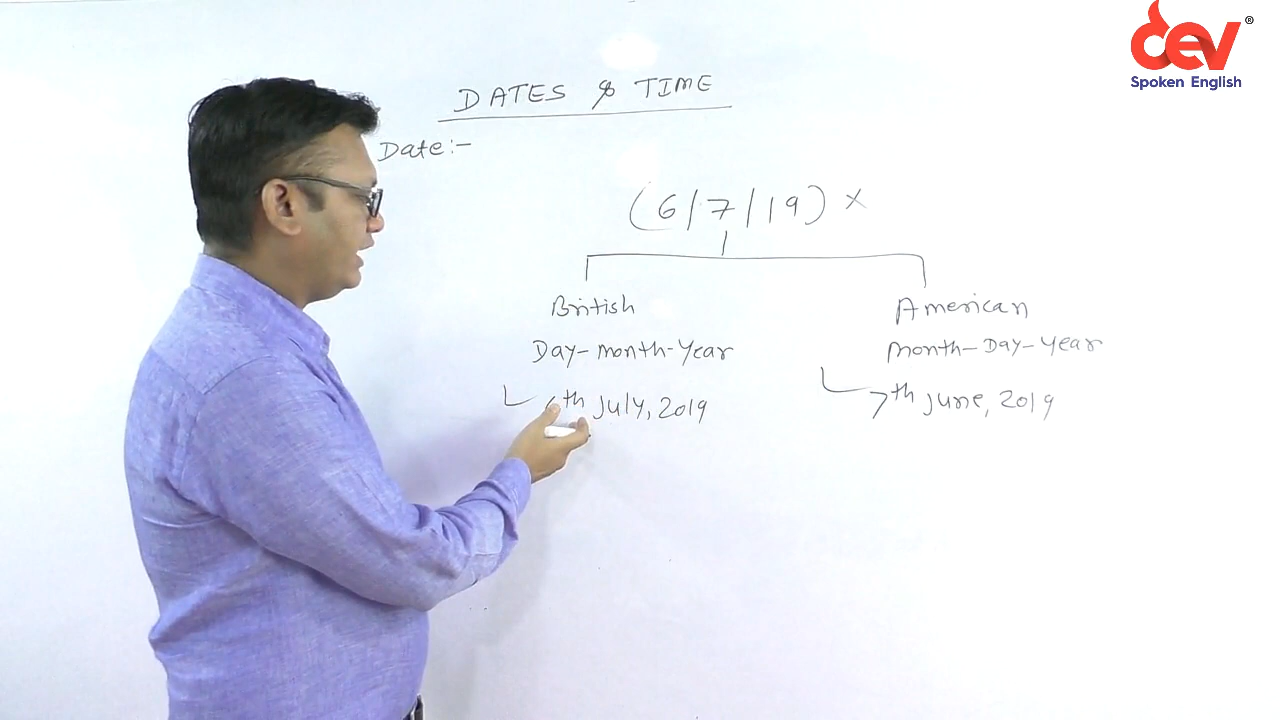 dev®
Spoken English
DATES & TIME
Date:-
(6/7/19) ×
British
American
Day-month-Year
month-Day-Year
th July, 2019
7th June, 2019